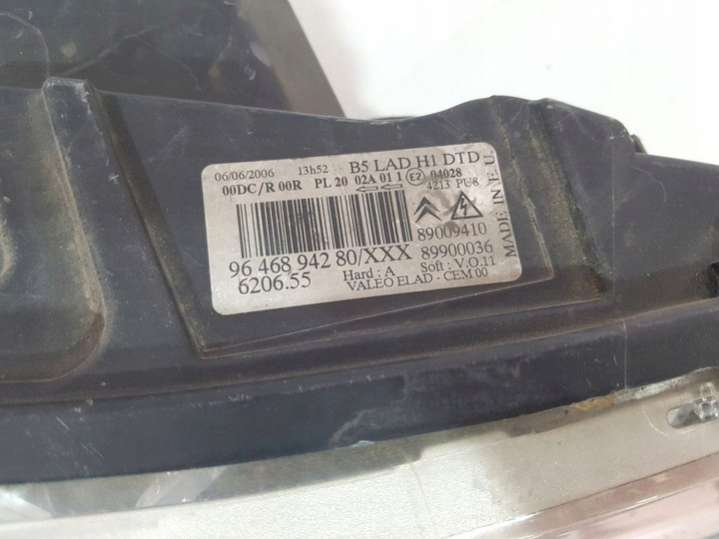 06/06/2006 13h52 B5 LAD H1 DTD
00DC/R 00R PL 20 02A 01 1 E2 04028
4213 PU8
89009410
96 468 942 80/XXX 89900036
6206.55 Hard : A Soft : V.O.11
VALEO ELAD - CEM 00
MADE IN E U